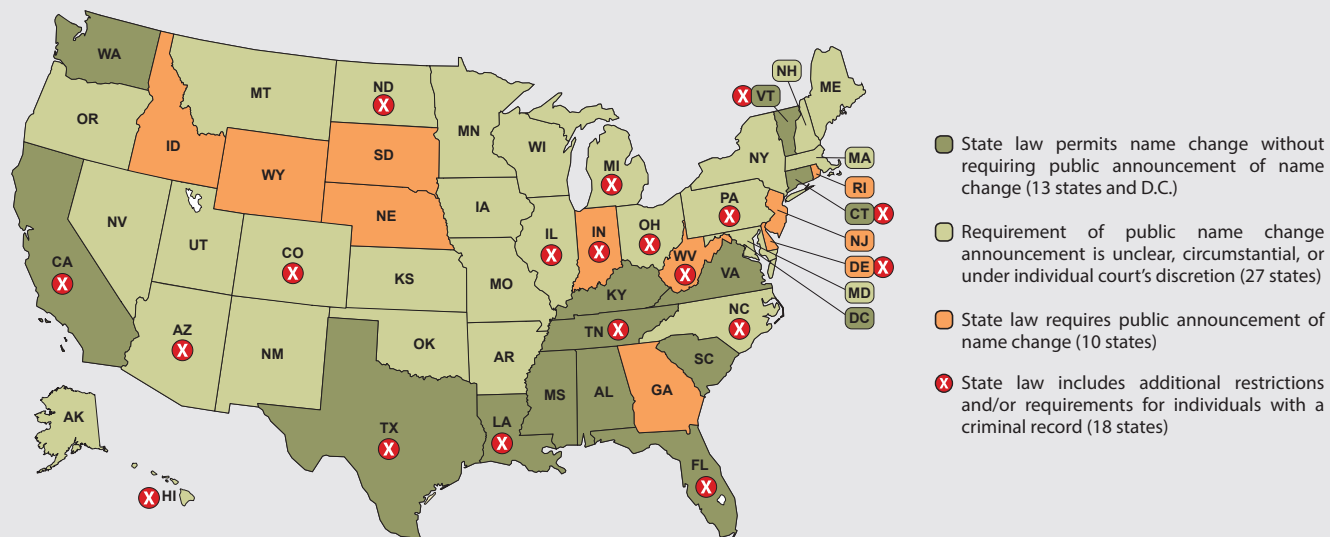 WA
MT
ND
X
OR
ID
WY
SD
MN
WI
MI
X
NH
X VT
ME
NY
MA
RI
CT X
NJ
DE X
MD
DC
NV
UT
CO
X
NE
IA
KS
MO
IL
X
IN
X
OH
X
PA
X
WV
X
VA
KY
CA
X
AZ
X
NM
OK
AR
TN X
NC
X
SC
MS
AL
GA
TX
X
LA
X
FL
X
AK
X HI
State law permits name change without
requiring public announcement of name
change (13 states and D.C.)
Requirement of public name change
announcement is unclear, circumstantial, or
under individual court's discretion (27 states)
State law requires public announcement of
name change (10 states)
X State law includes additional restrictions
and/or requirements for individuals with a
criminal record (18 states)